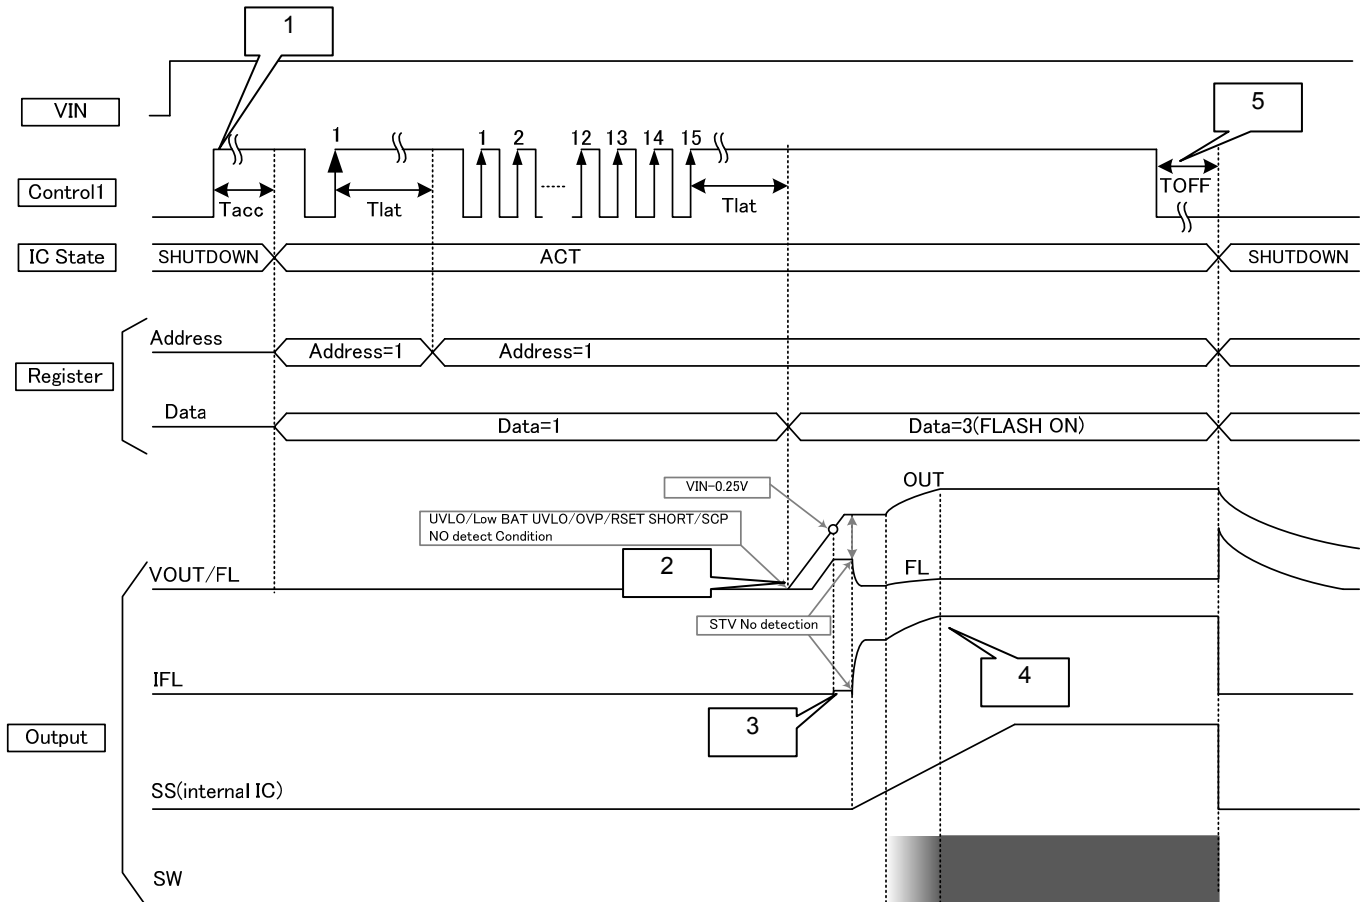 1
VIN
5
1
1
2
12
13
14
15
Control1
Tacc
Tlat
.....
Tlat
TOFF
IC State
SHUTDOWN
ACT
SHUTDOWN
Address
Address=1
Address=1
Register
Data
Data=1
Data=3(FLASH ON)
OUT
VIN-0.25V
UVLO/Low BAT UVLO/OVP/RSET SHORT/SCP
NO detect Condition
2
VOUT/FL
FL
STV No detection
4
IFL
3
Output
SS(internal IC)
SW